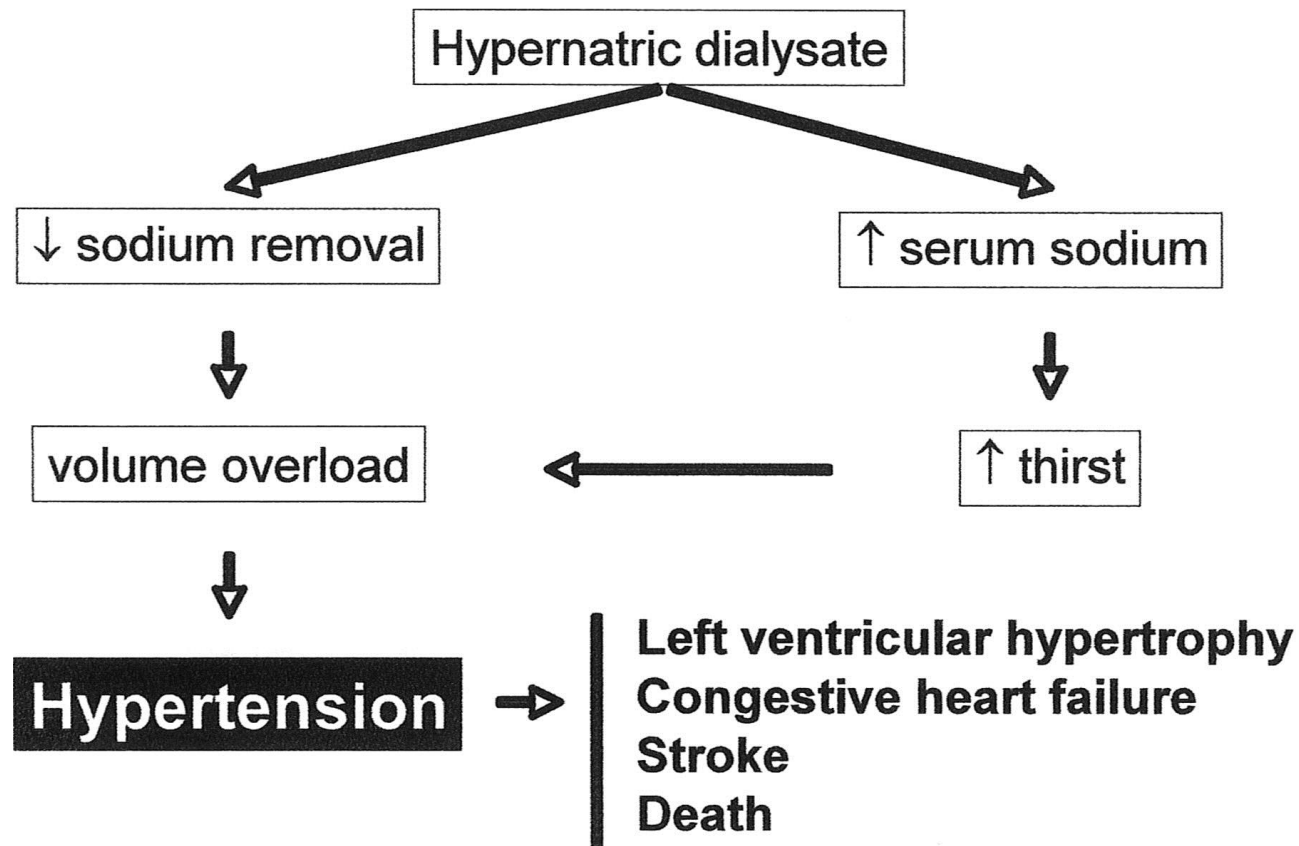 Hypernatric dialysate
↓ sodium removal
↑ serum sodium
volume overload
↑ thirst
Hypertension
Left ventricular hypertrophy
Congestive heart failure
Stroke
Death